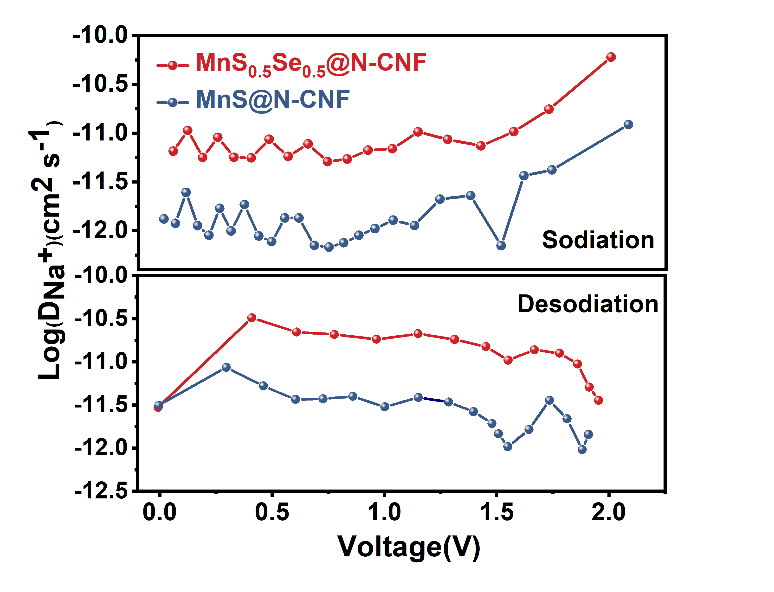 -10.0
MnS0.5Se0.5@N-CNF
-10.5
MnS@N-CNF
-11.0
-11.5
-12.0
Sodiation
Log(DNa+)(cm2 s-1)
-10.0
Desodiation
-10.5
-11.0
-11.5
-12.0
-12.5
0.0 0.5 1.0 1.5 2.0
Voltage(V)